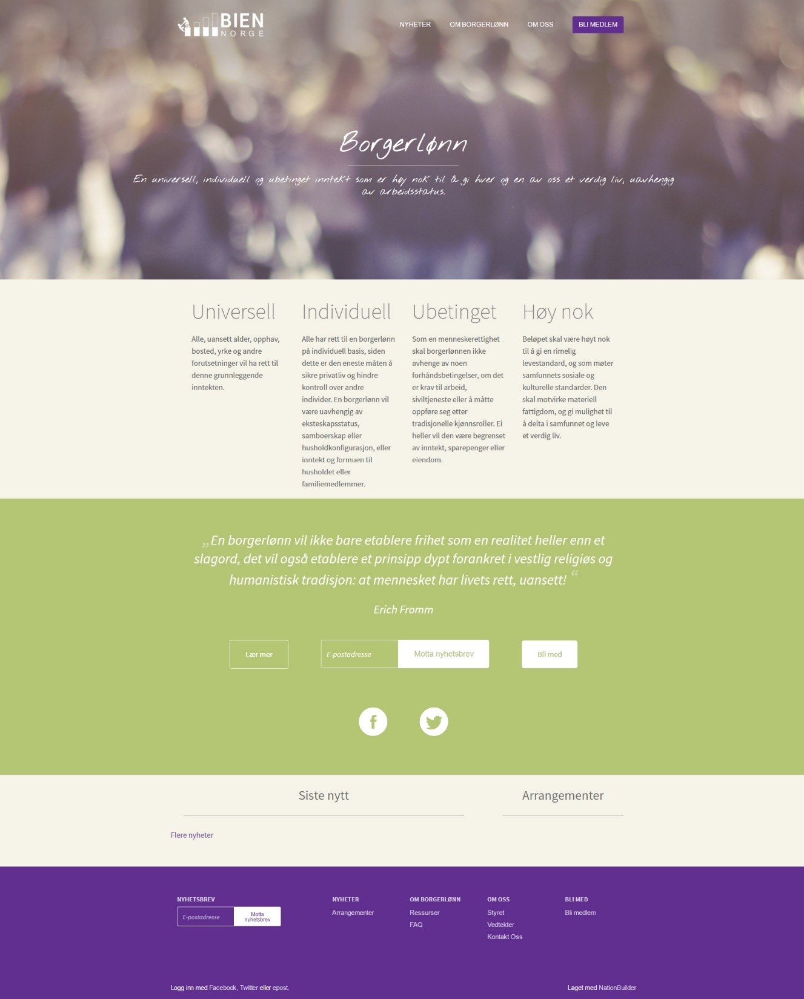 BIEN
NORGE
NYHETER
OM BORGERLØNN
OM OSS
BLI MEDLEM
Borgerlønn
En universell, individuell og ubetinget inntekt som er høy nok til å gi hver og en av oss et verdig liv, uavhengig
av arbeidsstatus.
Universell
Alle, uansett alder, opphav,
bosted, yrke og andre
forutsetninger vil ha rett til
denne grunnleggende
inntekten.
Individuell
Alle har rett til en borgerlønn
på individuell basis, siden
dette er den eneste måten å
sikre privatliv og hindre
kontroll over andre
individer. En borgerlønn vil
være uavhengig av
eksteskapsstatus,
samboerskap eller
husholdkonfigurasjon, eller
inntekt og formuen til
husholdet eller
familiemedlemmer.
Ubetinget
Som en menneskerettighet
skal borgerlønnen ikke
avhenge av noen
forhåndsbetingelser, om det
er krav til arbeid,
siviltjeneste eller å måtte
oppføre seg etter
tradisjonelle kjønnsroller. Ei
heller vil den være begrenset
av inntekt, sparepenger eller
eiendom.
Høy nok
Beløpet skal være høyt nok
til å gi en rimelig
levestandard, og som møter
samfunnets sosiale og
kulturelle standarder. Den
skal motvirke materiell
fattigdom, og gi mulighet til
å delta i samfunnet og leve
et verdig liv.
„En borgerlønn vil ikke bare etablere frihet som en realitet heller enn et
slagord, det vil også etablere et prinsipp dypt forankret i vestlig religiøs og
humanistisk tradisjon: at mennesket har livets rett, uansett! “
Erich Fromm
Lær mer
E-postadresse
Motta nyhetsbrev
Bli med
Siste nytt
Flere nyheter
Arrangementer
NYHETSBREV
E-postadresse
Motta
nyhetsbrev
NYHETER
Arrangementer
OM BORGERLØNN
Ressurser
FAQ
OM OSS
Styret
Vedtekter
Kontakt Oss
BLI MED
Bli medlem
Logg inn med Facebook, Twitter eller epost.
Laget med NationBuilder